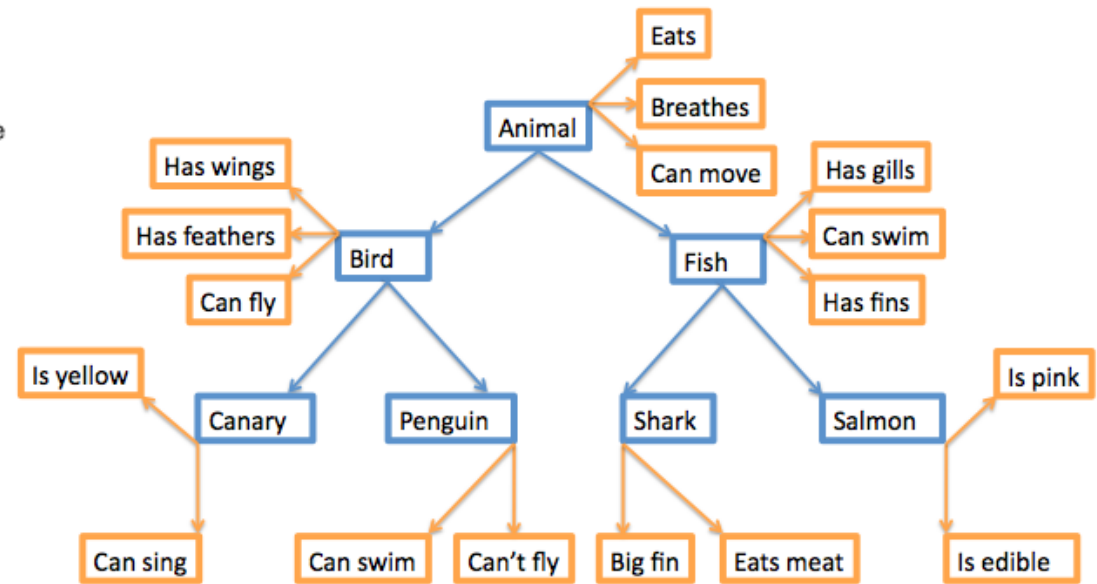 Eats
Breathes
Animal
Can move
e
Has wings
Has gills
Has feathers
Can swim
Bird
Fish
Can fly
Has fins
Is yellow
Is pink
Canary
Penguin
Shark
Salmon
Can sing
Can swim
Can't fly
Big fin
Eats meat
Is edible